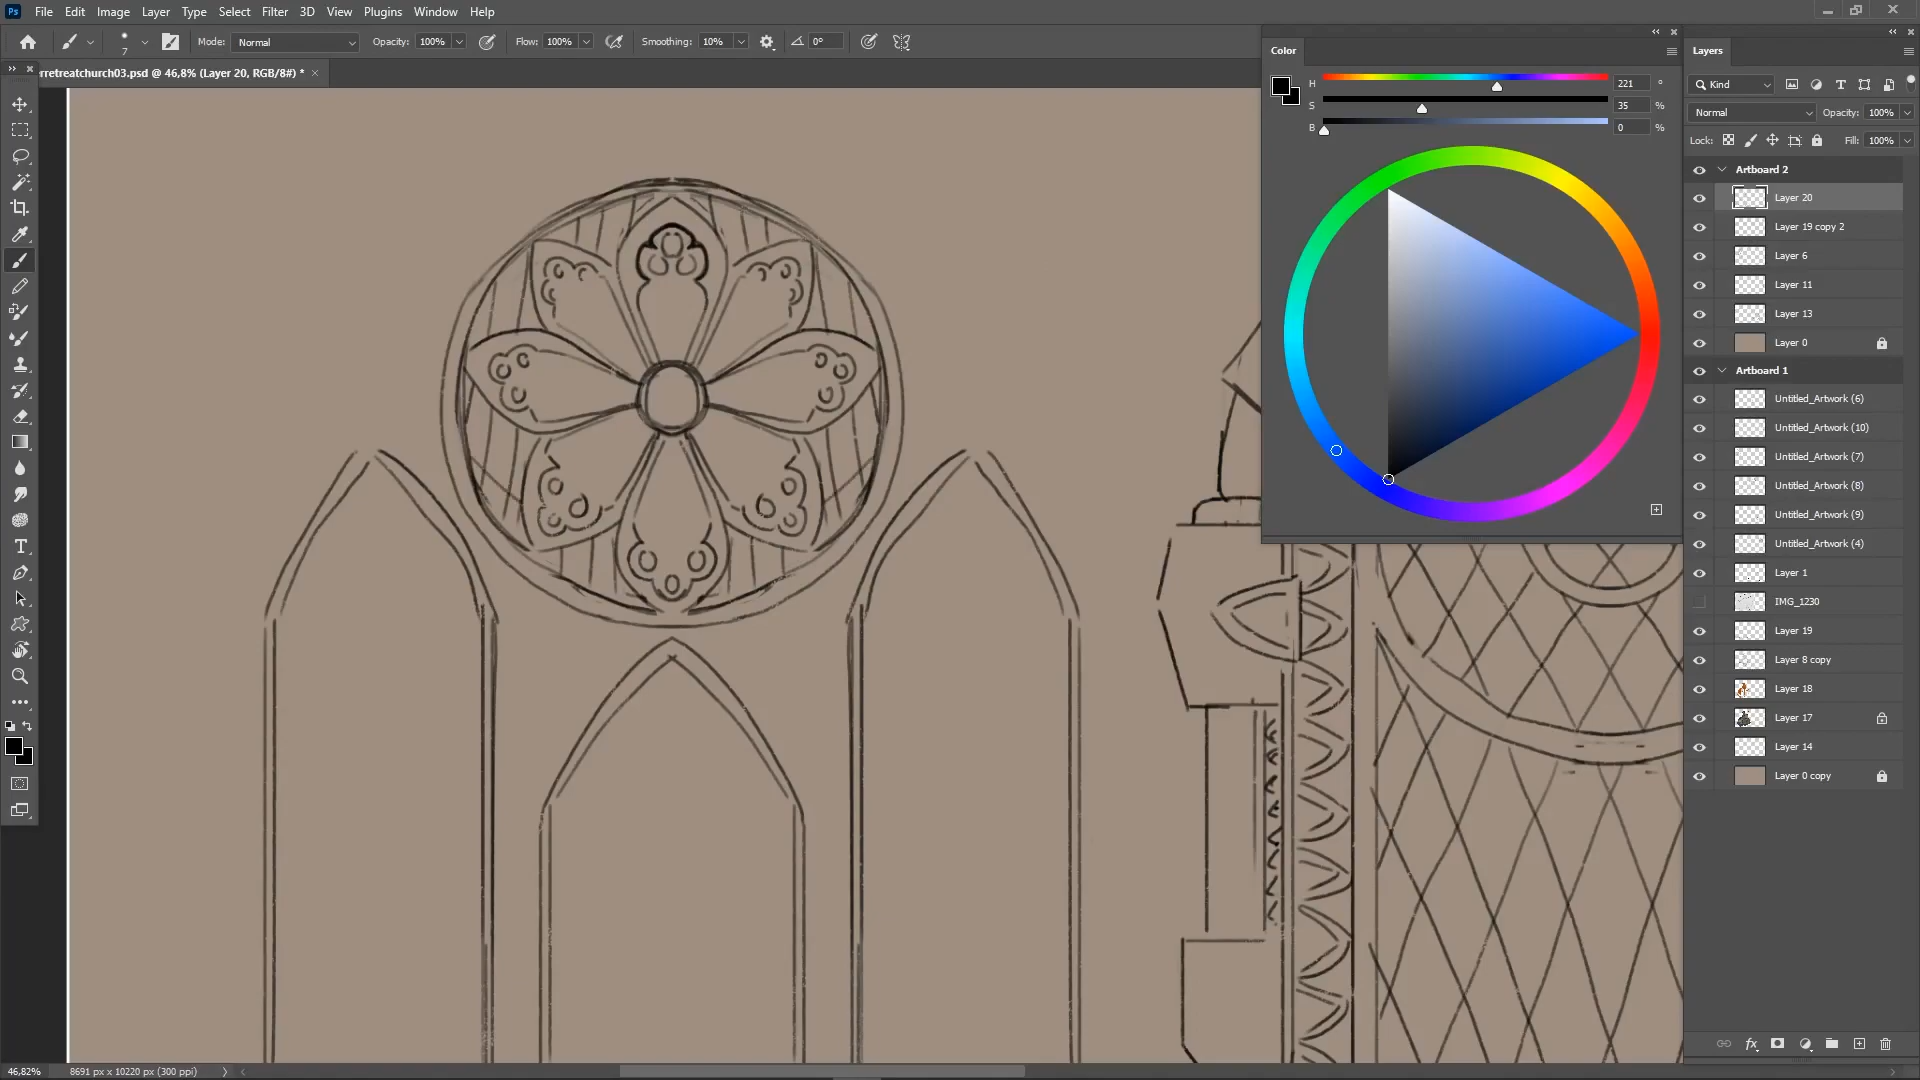 Ps File Edit Image Layer Type Select Filter 3D View Plugins Window Help
7 Mode: Normal Opacity: 100% Flow: 100% Smoothing: 10% 0°
rretreatchurch03.psd @ 46,8% (Layer 20, RGB/8#) * ×
Color
H 221 °
S 35 %
B 0 %
Layers
Kind
Normal Opacity: 100%
Lock: Fill: 100%
Artboard 2
Layer 20
Layer 19 copy 2
Layer 6
Layer 11
Layer 13
Layer 0
Artboard 1
Untitled_Artwork (6)
Untitled_Artwork (10)
Untitled_Artwork (7)
Untitled_Artwork (8)
Untitled_Artwork (9)
Untitled_Artwork (4)
Layer 1
IMG_1230
Layer 19
Layer 8 copy
Layer 18
Layer 17
Layer 14
Layer 0 copy
fx
46,82% 8691 px x 10220 px (300 ppi)